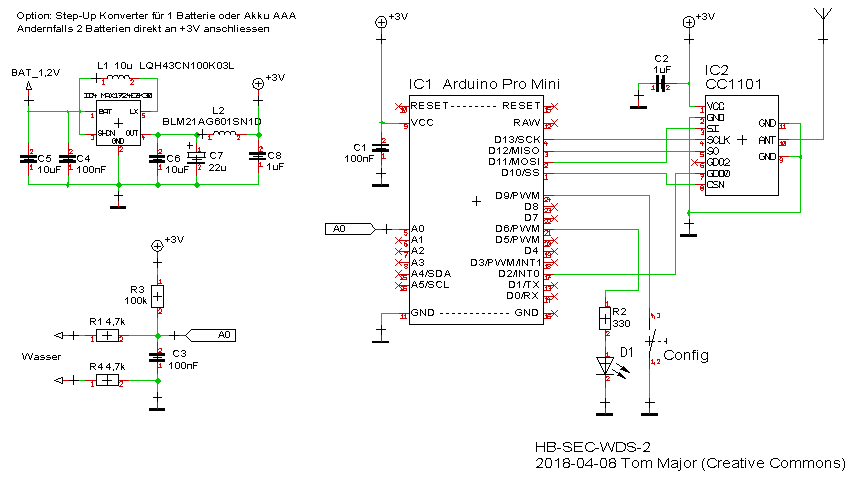 Option: Step-Up Konverter für 1 Batterie oder Akku AAA
Andernfalls 2 Batterien direkt an +3V anschliessen
L1 10u LQH43CN100K03L
BAT_1,2V
+3V
BAT LX
SHDN OUT
GND
L2
BLM21AG601SN1D
C5
10uF
C4
100nF
C6
10uF
C7
22u
C8
1uF
+3V
R3
100k
R1 4,7k
A0
Wasser
C3
100nF
R4 4,7k
+3V
C1
100nF
A0
IC1 Arduino Pro Mini
RESET RESET
VCC RAW
D13/SCK
D12/MISO
D11/MOSI
D10/SS
D9/PWM
D8
D7
A0 D6/PWM
A1 D5/PWM
A2 D4
A3 D3/PWM/INT1
A4/SDA D2/INT0
A5/SCL D1/TX
D0/RX
GND GND
+3V
C2
1uF
IC2
CC1101
VCC
GND
SI
SCLK
SO
GDO2
GDO0
CSN
GND
ANT
GND
R2
330
D1
Config
HB-SEC-WDS-2
2018-04-08 Tom Major (Creative Commons)